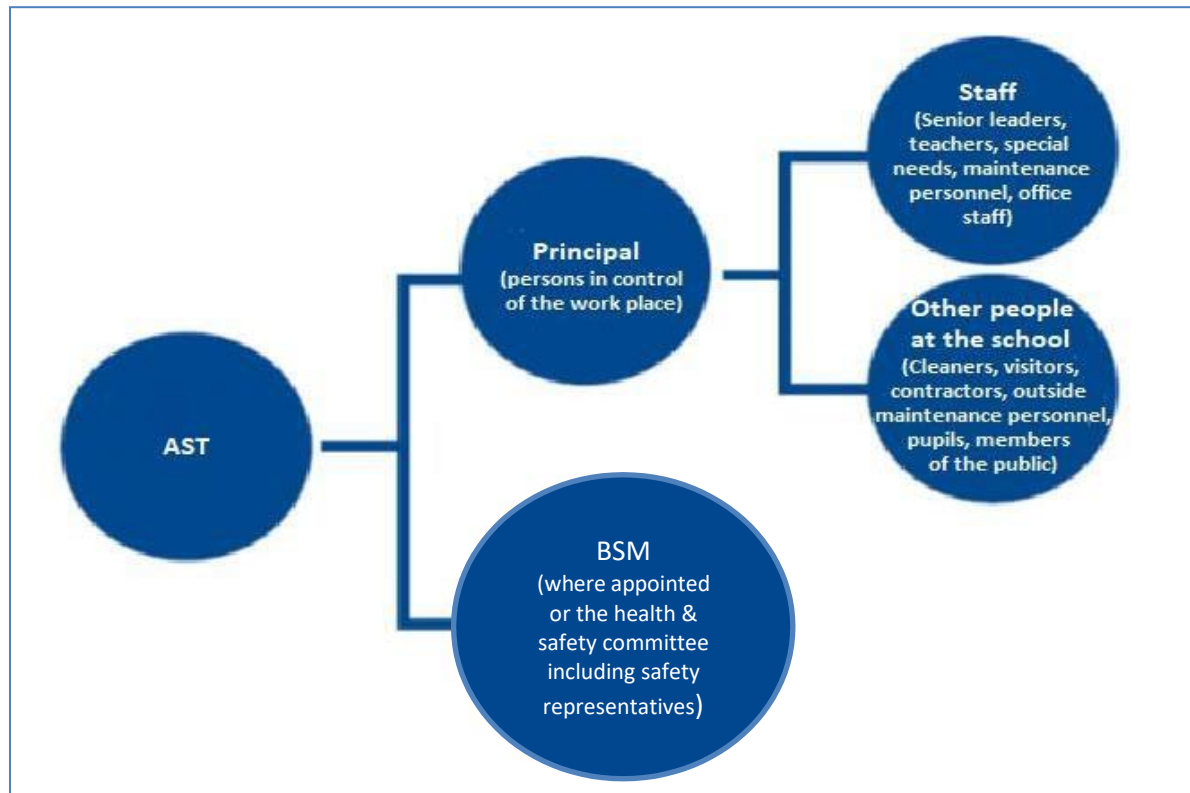 AST
Principal
(persons in control
of the work place)
BSM
(where appointed
or the health &
safety committee
including safety
representatives)
Staff
(Senior leaders,
teachers, special
needs, maintenance
personnel, office
staff)
Other people
at the school
(Cleaners, visitors,
contractors, outside
maintenance personnel,
pupils, members
of the public)